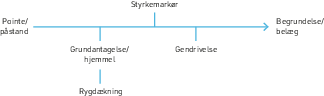 Styrkemarkør
Pointe/
påstand
Begrundelse/
belæg
Grundantagelse/
hjemmel
Gendrivelse
Rygdækning